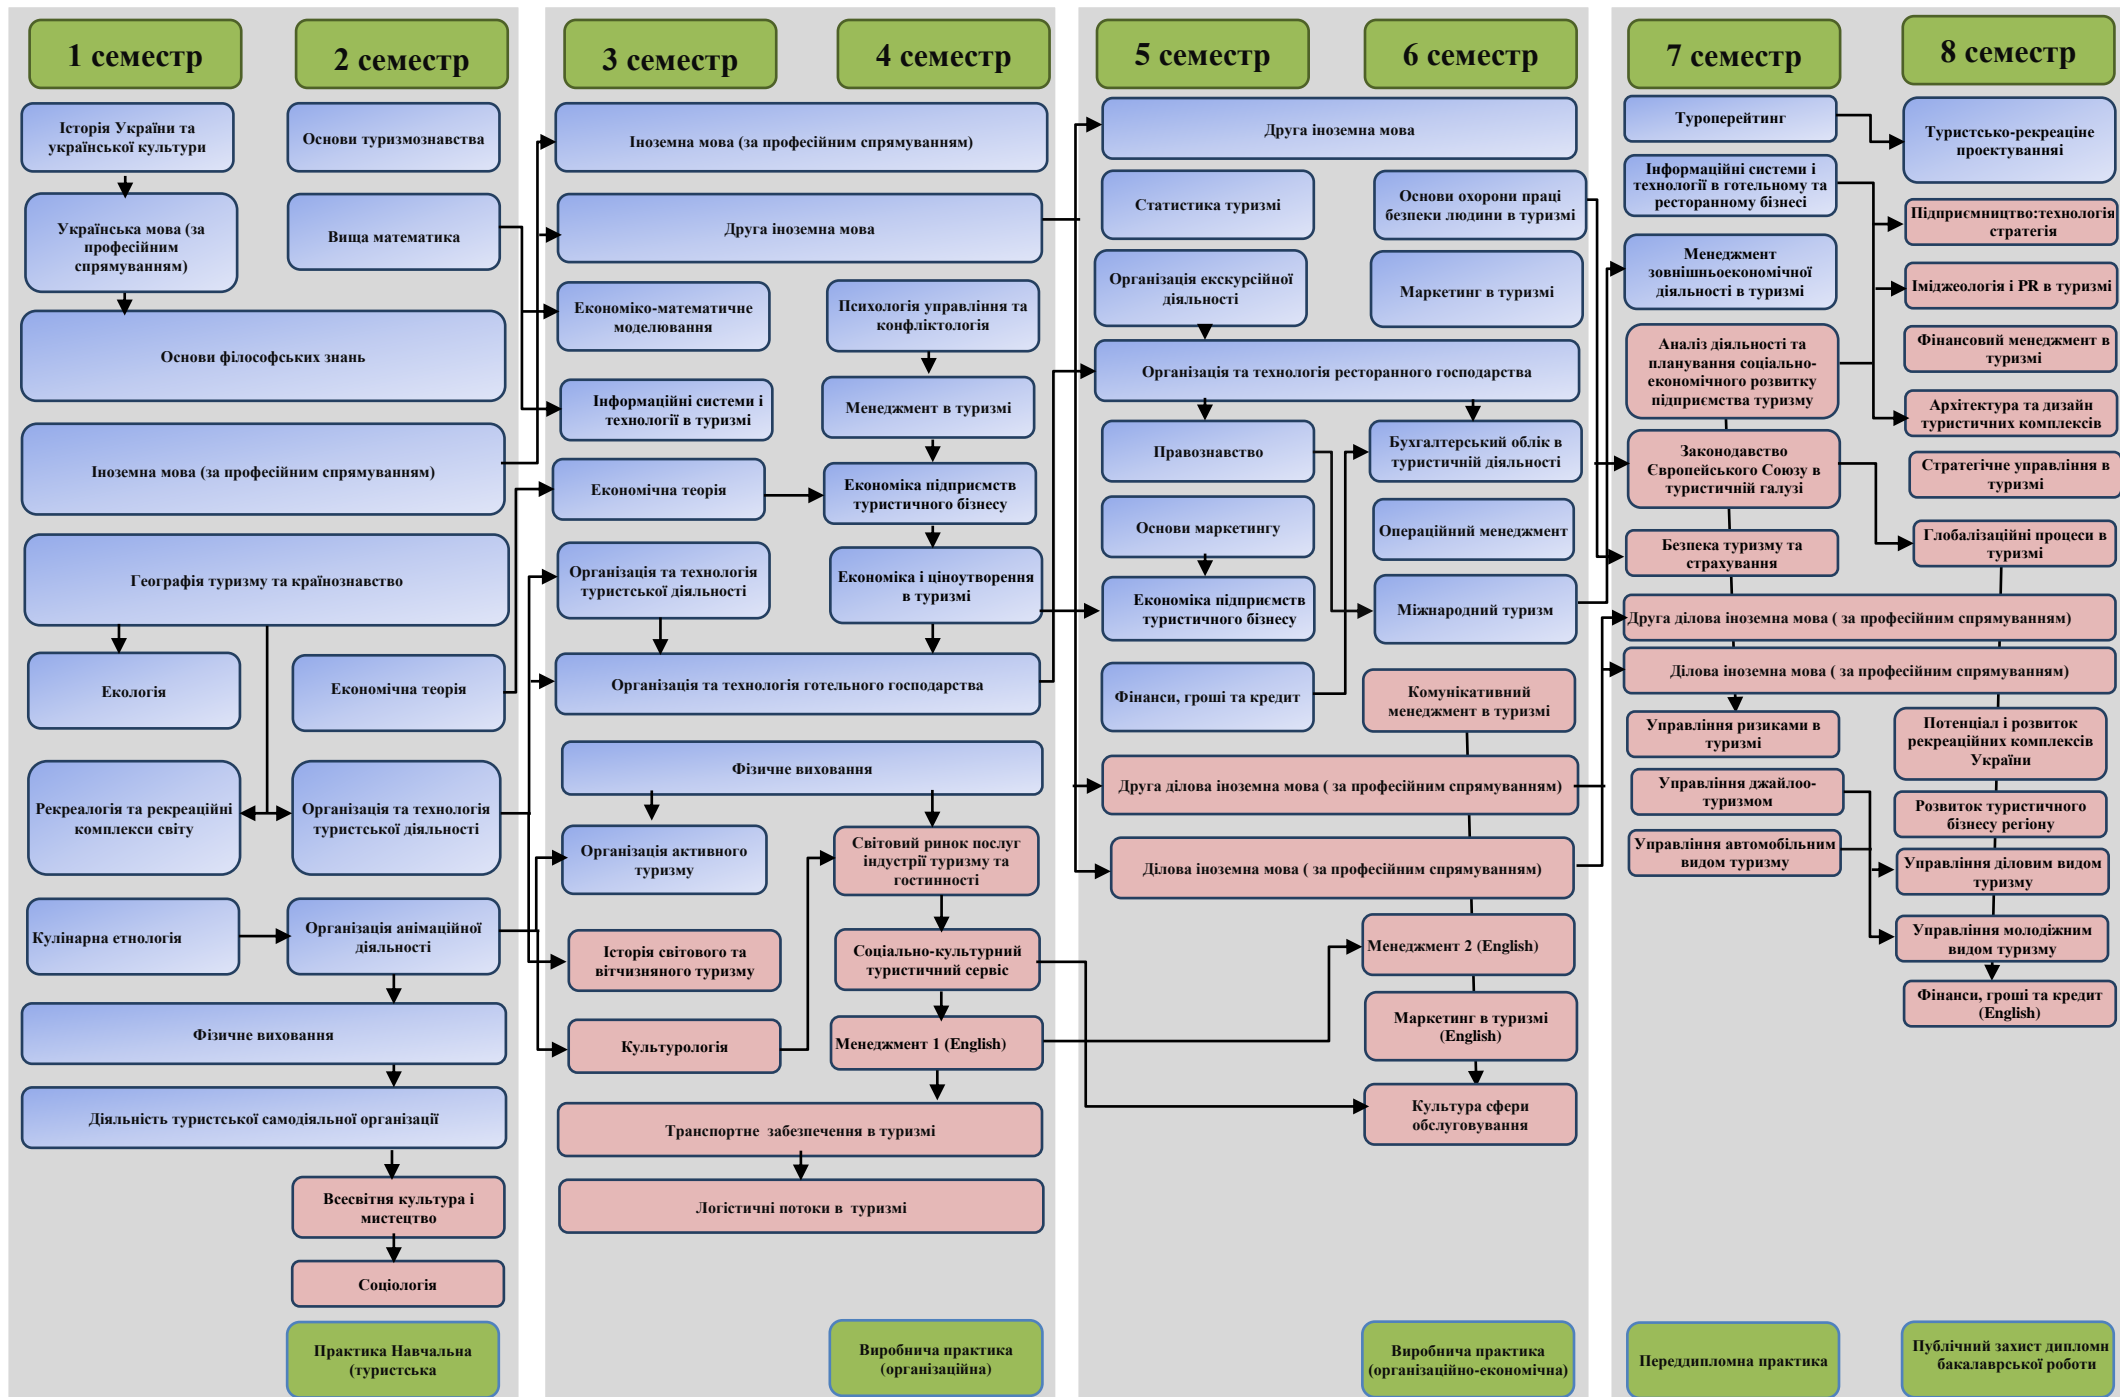 1 семестр
2 семестр
3 семестр
4 семестр
5 семестр
6 семестр
7 семестр
8 семестр
Історія України та
української культури
Українська мова (за
професійним
спрямуванням)
Основи туризмознавства
Вища математика
Основи філософських знань
Іноземна мова (за професійним спрямуванням)
Географія туризму та країнознавство
Екологія
Економічна теорія
Рекреалогія та рекреаційні
комплекси світу
Організація та технологія
туристської діяльності
Кулінарна етнологія
Організація анімаційної
діяльності
Фізичне виховання
Діяльність туристської самодіяльної організації
Всесвітня культура і
мистецтво
Соціологія
Практика Навчальна
(туристська
Іноземна мова (за професійним спрямуванням)
Друга іноземна мова
Економіко-математичне
моделювання
Психологія управління та
конфліктологія
Інформаційні системи і
технології в туризмі
Менеджмент в туризмі
Економічна теорія
Економіка підприємств
туристичного бізнесу
Організація та технологія
туристської діяльності
Економіка і ціноутворення
в туризмі
Організація та технологія готельного господарства
Фізичне виховання
Організація активного
туризму
Світовий ринок послуг
індустрії туризму та
гостинності
Історія світового та
вітчизняного туризму
Соціально-культурний
туристичний сервіс
Культурологія
Менеджмент 1 (English)
Транспортне забезпечення в туризмі
Логістичні потоки в туризмі
Виробнича практика
(організаційна)
Друга іноземна мова
Статистика туризмі
Основи охорони праці
безпеки людини в туризмі
Організація екскурсійної
діяльності
Маркетинг в туризмі
Організація та технологія ресторанного господарства
Правознавство
Бухгалтерський облік в
туристичній діяльності
Основи маркетингу
Операційний менеджмент
Економіка підприємств
туристичного бізнесу
Міжнародний туризм
Фінанси, гроші та кредит
Комунікативний
менеджмент в туризмі
Друга ділова іноземна мова ( за професійним спрямуванням)
Ділова іноземна мова ( за професійним спрямуванням)
Менеджмент 2 (English)
Маркетинг в туризмі
(English)
Культура сфери
обслуговування
Виробнича практика
(організаційно-економічна)
Туроперейтинг
Туристсько-рекреаціне
проектуванняі
Інформаційні системи і
технології в готельному та
ресторанному бізнесі
Підприємництво:технологія
стратегія
Менеджмент
зовнішньоекономічної
діяльності в туризмі
Іміджеологія і PR в туризмі
Аналіз діяльності та
планування соціально-
економічного розвитку
підприємства туризму
Фінансовий менеджмент в
туризмі
Архітектура та дизайн
туристичних комплексів
Законодавство
Європейського Союзу в
туристичній галузі
Стратегічне управління в
туризмі
Безпека туризму та
страхування
Глобалізаційні процеси в
туризмі
Друга ділова іноземна мова ( за професійним спрямуванням)
Ділова іноземна мова ( за професійним спрямуванням)
Управління ризиками в
туризмі
Потенціал і розвиток
рекреаційних комплексів
України
Управління джайлоо-
туризмом
Розвиток туристичного
бізнесу регіону
Управління автомобільним
видом туризму
Управління діловим видом
туризму
Управління молодіжним
видом туризму
Фінанси, гроші та кредит
(English)
Переддипломна практика
Публічний захист дипломн
бакалаврської роботи